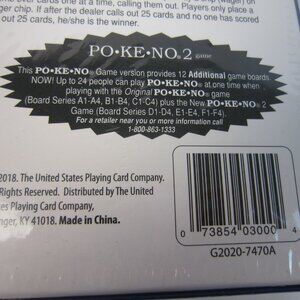 over cards one at a time, calling them out. Players only place a
ger chip. If after the dealer calls out 25 cards and no one has scored
d out 25 cards, he/she is the winner.
PO•KE•NO® 2 game
This PO•KE•NO® Game version provides 12 Additional game boards.
NOW! Up to 24 people can play PO•KE•NO® at one time when
playing with the Original PO•KE•NO® game
(Board Series A1-A4, B1-B4, C1-C4) plus the New PO•KE•NO® 2
Game (Board Series D1-D4, E1-E4, F1-F4).
For a retailer near you or more information call
1-800-863-1333
2018. The United States Playing Card Company.
Rights Reserved. Distributed by The United
States Playing Card Company,
nger, KY 41018. Made in China.
0 73854 03000 4
G2020-7470A